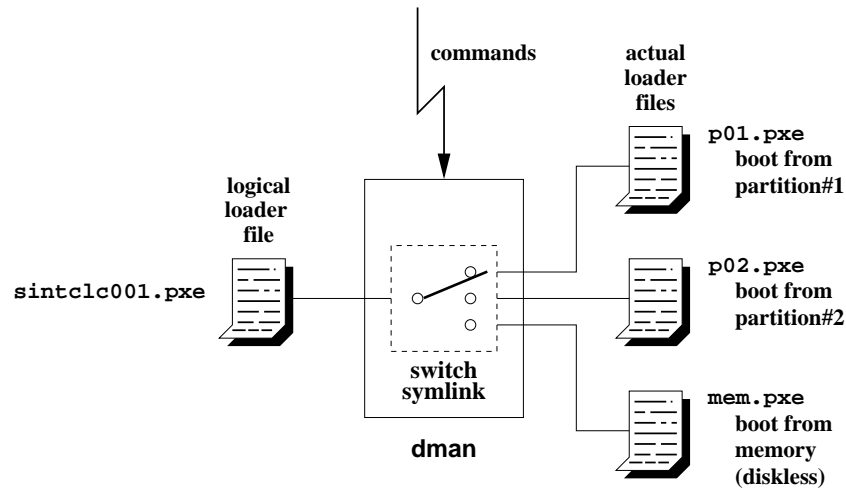 commands
actual
loader
files
p01.pxe
boot from
partition#1
logical
loader
file
sintclc001.pxe
p02.pxe
boot from
partition#2
switch
symlink
dman
mem.pxe
boot from
memory
(diskless)